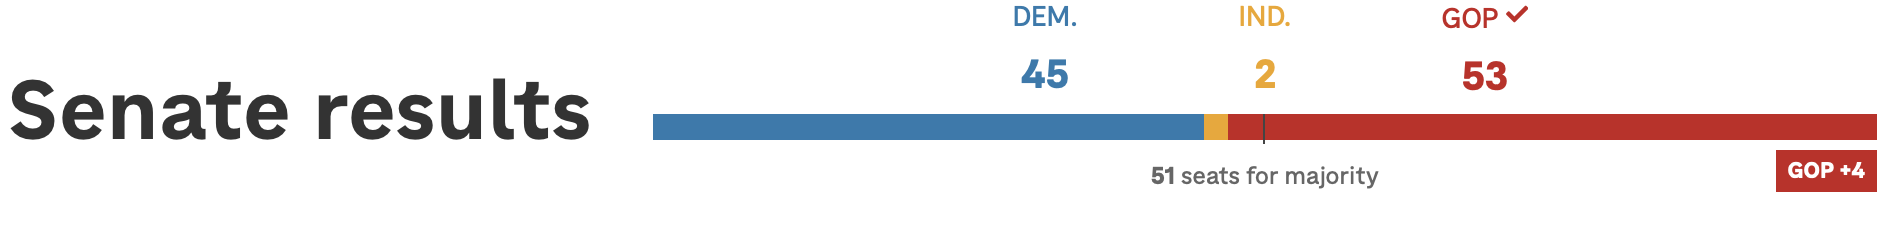 Senate results
DEM. IND. GOP ✓
45 2 53
51 seats for majority
GOP +4